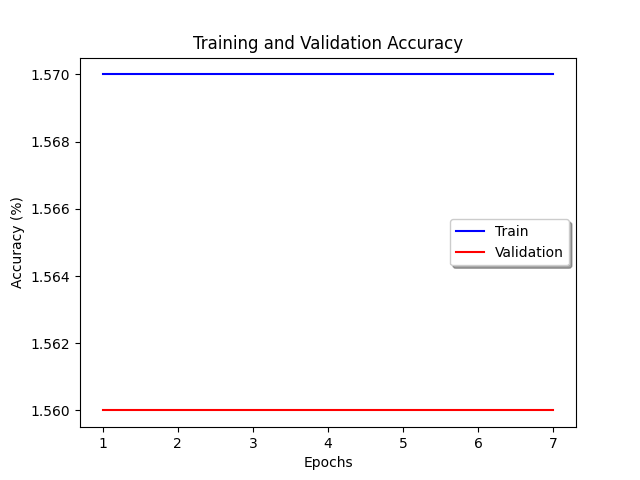 Training and Validation Accuracy
Accuracy (%)
1.570
1.568
1.566
1.564
1.562
1.560
Train
Validation
1 2 3 4 5 6 7
Epochs